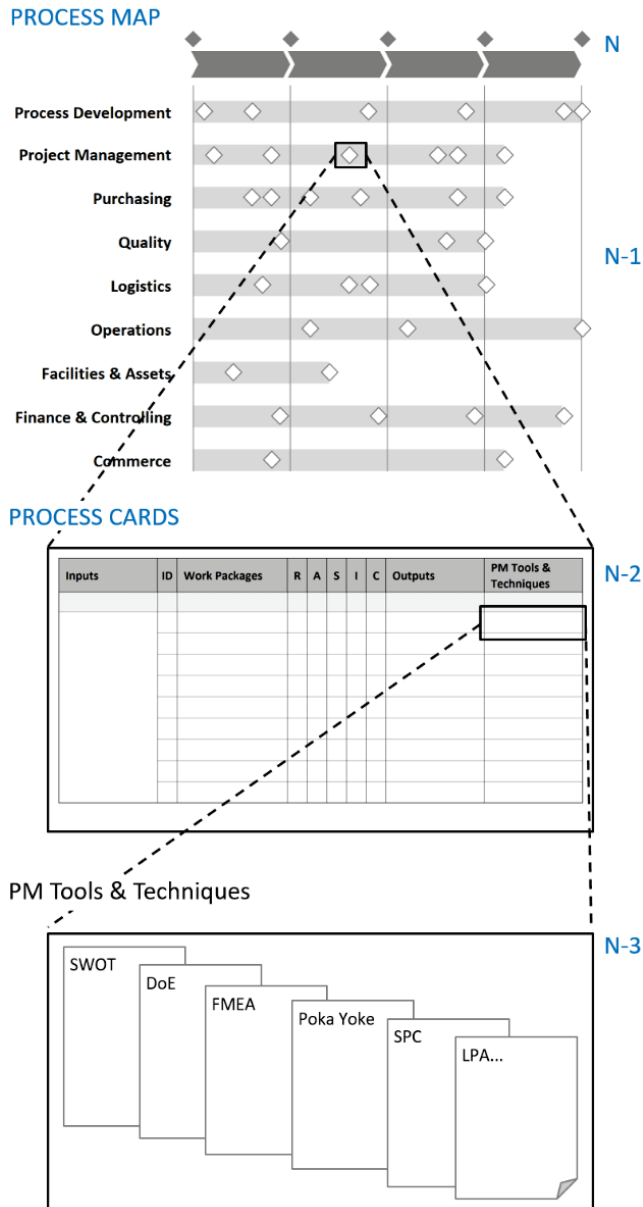 PROCESS MAP
N
Process Development
Project Management
Purchasing
Quality
N-1
Logistics
Operations
Facilities & Assets
Finance & Controlling
Commerce
PROCESS CARDS
N-2
Inputs ID Work Packages R A S I C Outputs PM Tools &
Techniques
PM Tools & Techniques
N-3
SWOT
DoE
FMEA
Poka Yoke
SPC
LPA...